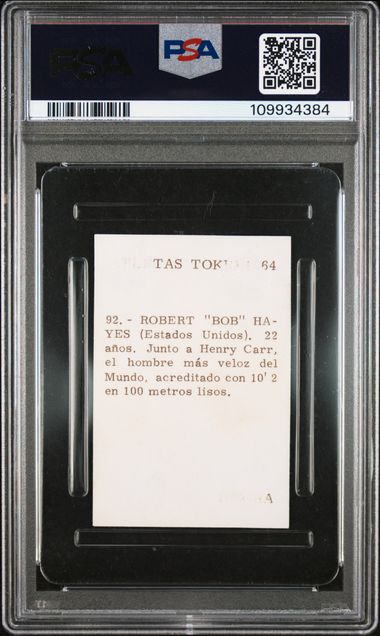 PSA
PSA
109934384
TAS TOK 64
92. - ROBERT "BOB" HA-
YES (Estados Unidos). 22
años. Junto a Henry Carr,
el hombre más veloz del
Mundo, acreditado con 10' 2
en 100 metros lisos.
A